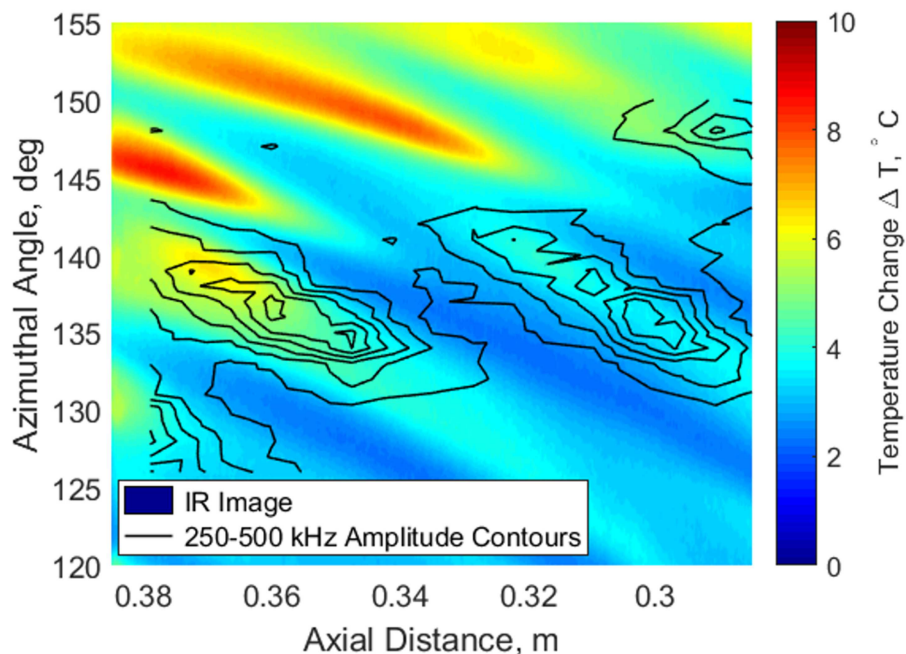 155
150
145
140
135
130
125
120
Azimuthal Angle, deg
IR Image
250-500 kHz Amplitude Contours
0.38 0.36 0.34 0.32 0.3
Axial Distance, m
10
8
6
4
2
0
Temperature Change Δ T, ° C